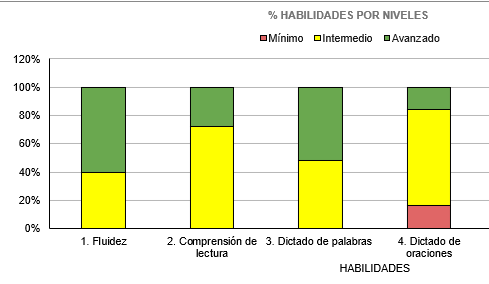 % HABILIDADES POR NIVELES
Mínimo Intermedio Avanzado
120%
100%
80%
60%
40%
20%
0%
1. Fluidez 2. Comprensión de lectura 3. Dictado de palabras 4. Dictado de oraciones
HABILIDADES